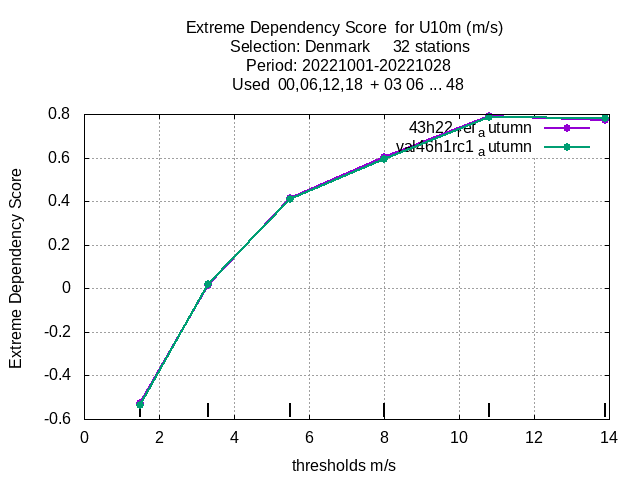 Extreme Dependency Score  for U10m (m/s)
Selection: Denmark     32 stations
Period: 20221001-20221028
Used  00,06,12,18  + 03 06 ... 48
0.8
0.6
0.4
0.2
0
-0.2
-0.4
-0.6
Extreme Dependency Score
43h22_ref_autumn
val46h1rc1_autumn
0 2 4 6 8 10 12 14
thresholds m/s